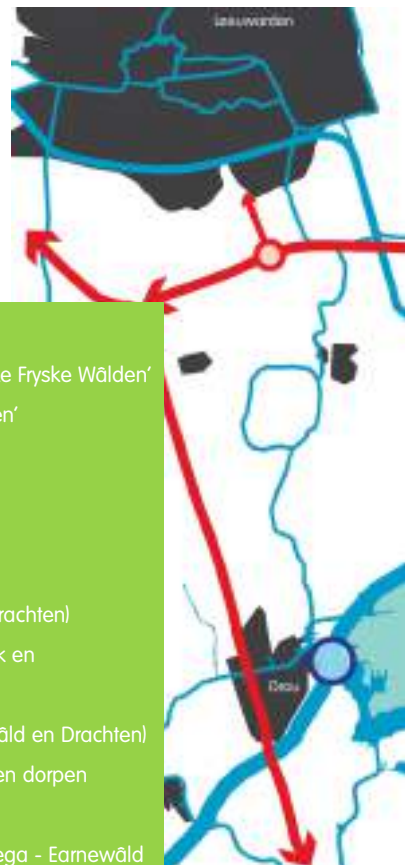 Leeuwarden
e Fryske Wâlden’
en’
rachten)
k en
âld en Drachten)
en dorpen
ega - Earnewâld
Grou